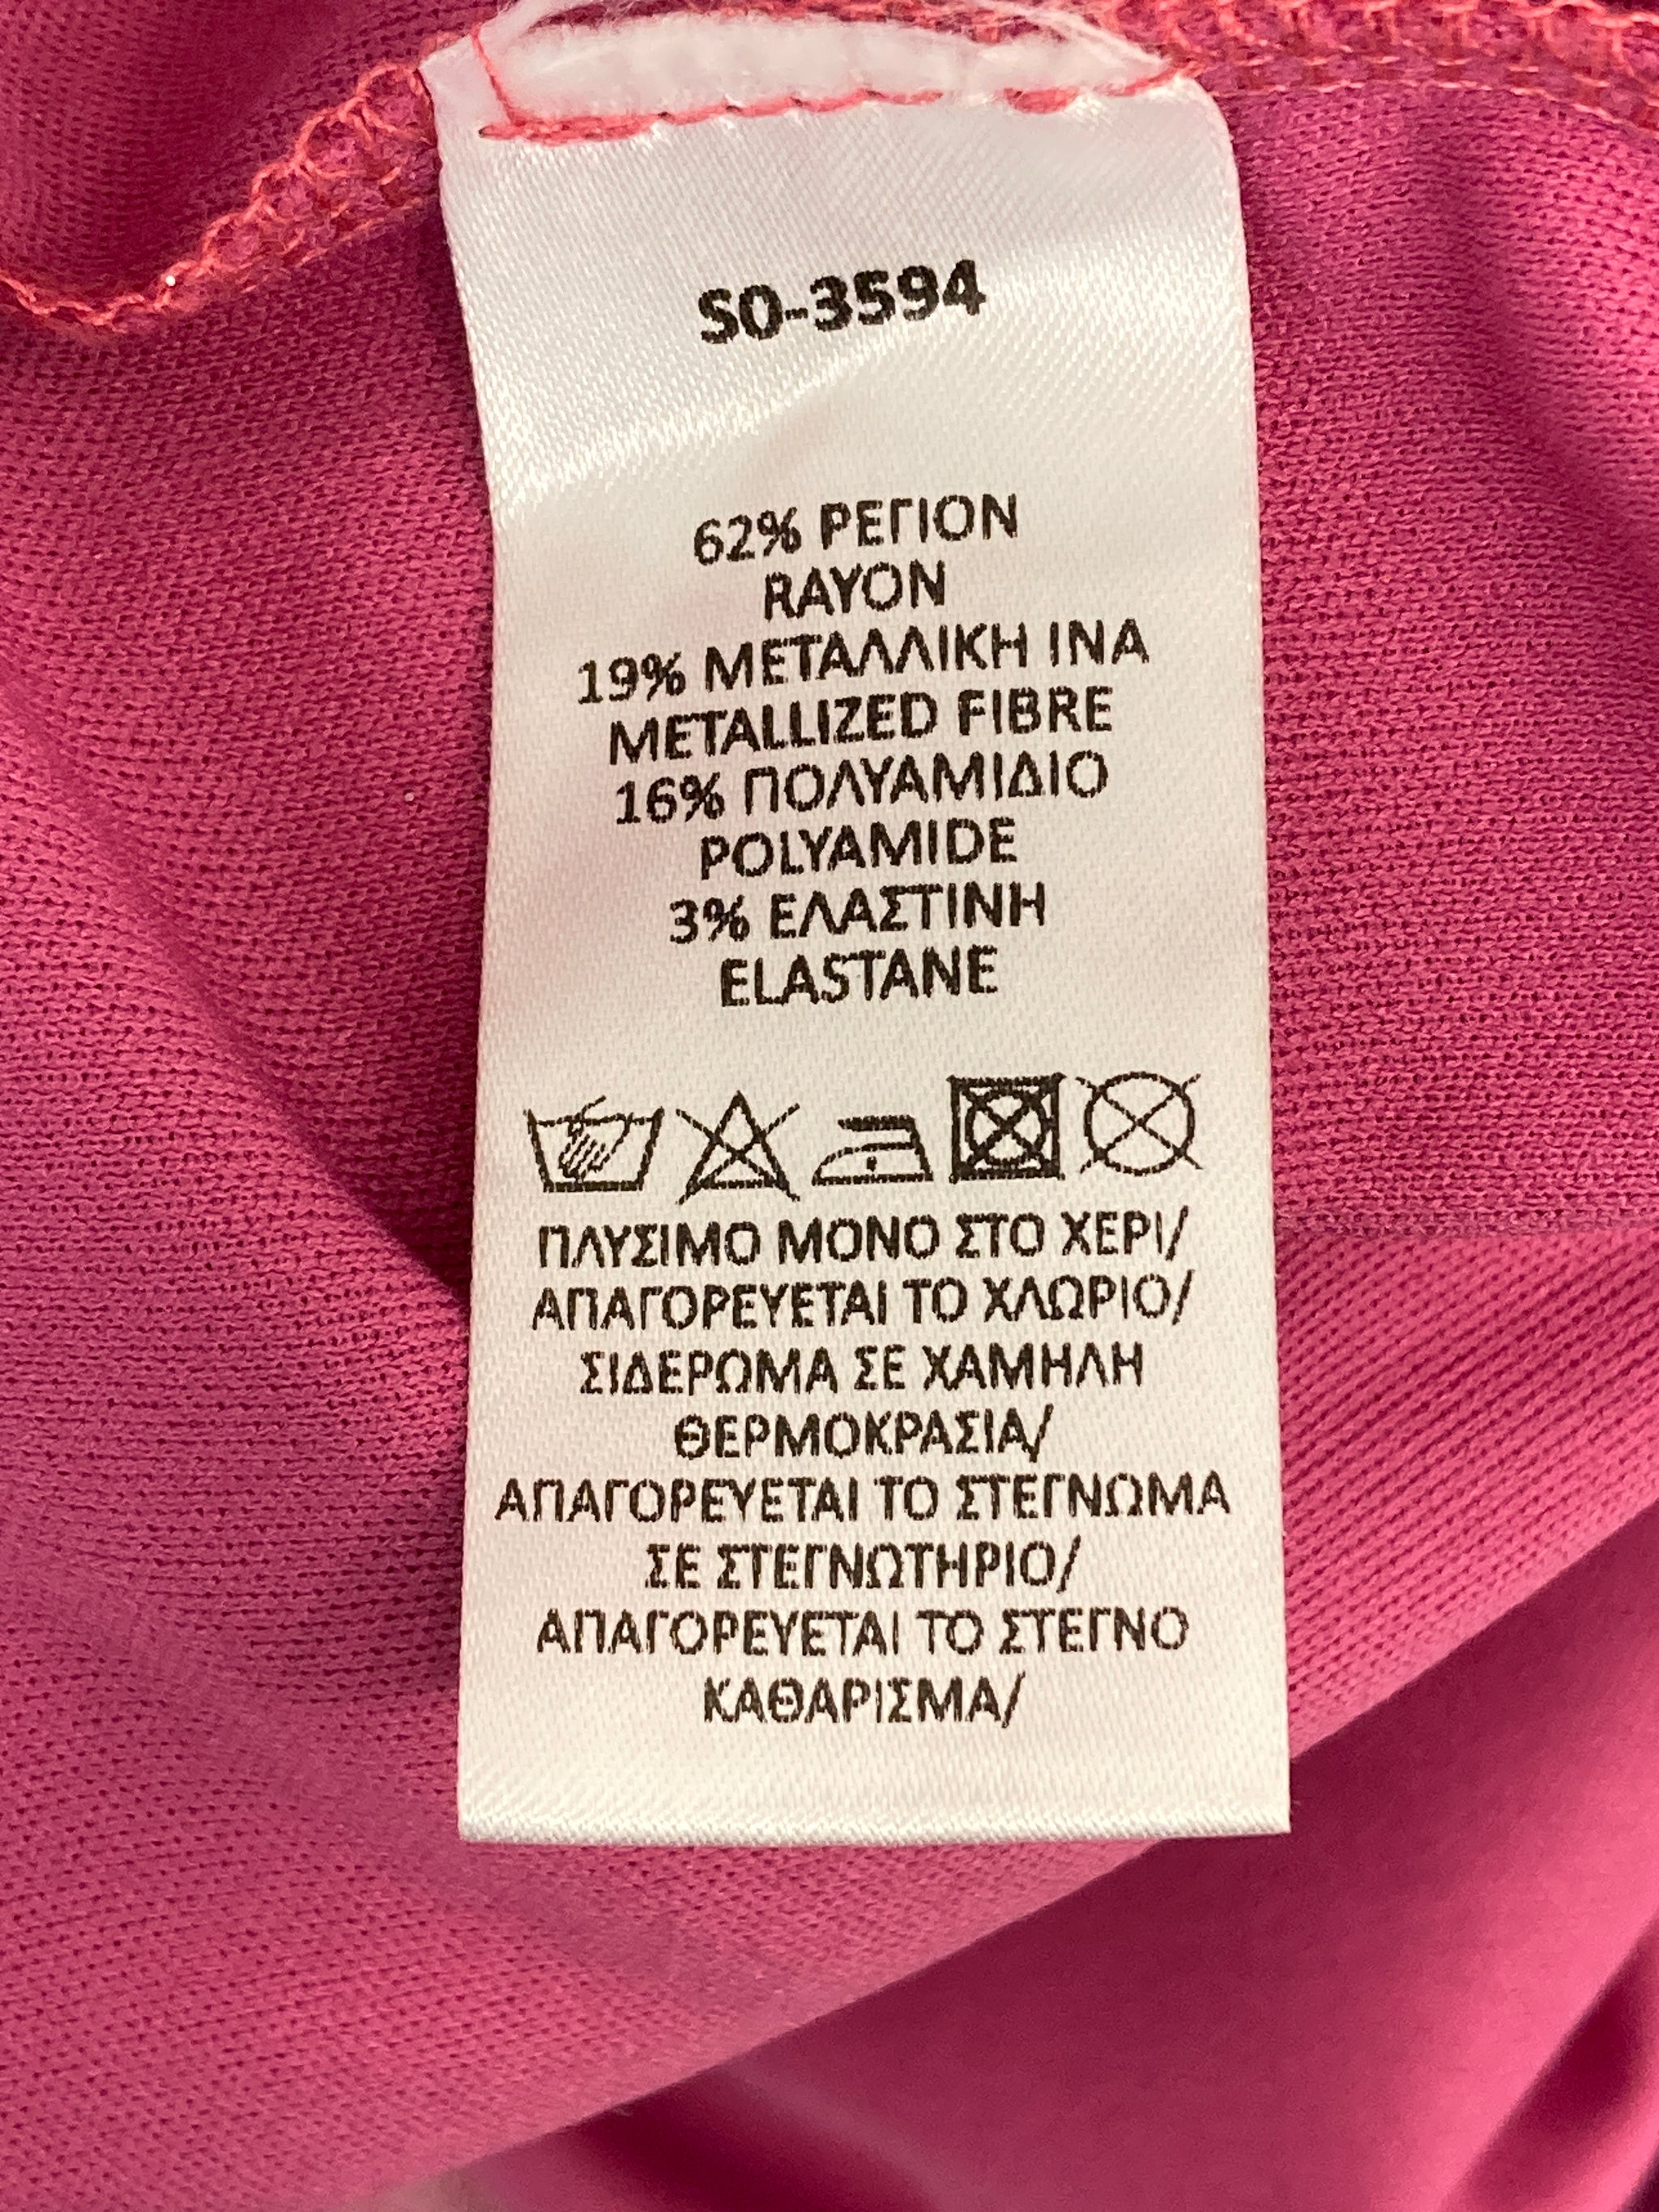 SO-3594
62% ΡΕΓΙΟΝ
RAYON
19% ΜΕΤΑΛΛΙΚΗ ΙΝΑ
METALLIZED FIBRE
16% ΠΟΛΥΑΜΙΔΙΟ
POLYAMIDE
3% ΕΛΑΣΤΙΝΗ
ELASTANE
ΠΛΥΣΙΜΟ ΜΟΝΟ ΣΤΟ ΧΕΡΙ/
ΑΠΑΓΟΡΕΥΕΤΑΙ ΤΟ ΧΛΩΡΙΟ/
ΣΙΔΕΡΩΜΑ ΣΕ ΧΑΜΗΛΗ
ΘΕΡΜΟΚΡΑΣΙΑ/
ΑΠΑΓΟΡΕΥΕΤΑΙ ΤΟ ΣΤΕΓΝΩΜΑ
ΣΕ ΣΤΕΓΝΩΤΗΡΙΟ/
ΑΠΑΓΟΡΕΥΕΤΑΙ ΤΟ ΣΤΕΓΝΟ
ΚΑΘΑΡΙΣΜΑ/